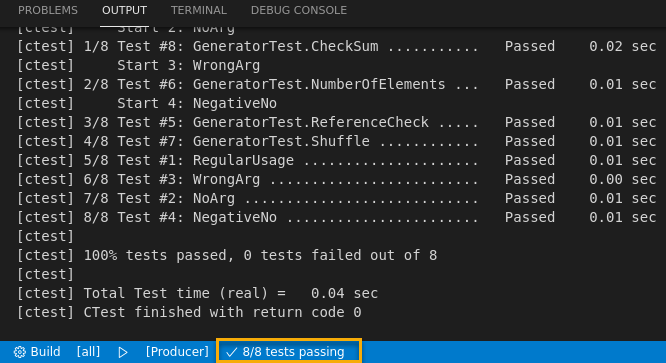 PROBLEMS OUTPUT TERMINAL DEBUG CONSOLE
[ctest] Start 2: NoArg
[ctest] 1/8 Test #8: GeneratorTest.CheckSum ........... Passed 0.02 sec
[ctest] Start 3: WrongArg
[ctest] 2/8 Test #6: GeneratorTest.NumberOfElements ... Passed 0.01 sec
[ctest] Start 4: NegativeNo
[ctest] 3/8 Test #5: GeneratorTest.ReferenceCheck ..... Passed 0.01 sec
[ctest] 4/8 Test #7: GeneratorTest.Shuffle ............ Passed 0.01 sec
[ctest] 5/8 Test #1: RegularUsage ..................... Passed 0.01 sec
[ctest] 6/8 Test #3: WrongArg ......................... Passed 0.00 sec
[ctest] 7/8 Test #2: NoArg ............................ Passed 0.01 sec
[ctest] 8/8 Test #4: NegativeNo ....................... Passed 0.01 sec
[ctest]
[ctest] 100% tests passed, 0 tests failed out of 8
[ctest]
[ctest] Total Test time (real) = 0.04 sec
[ctest] CTest finished with return code 0
Build [all] [Producer] 8/8 tests passing